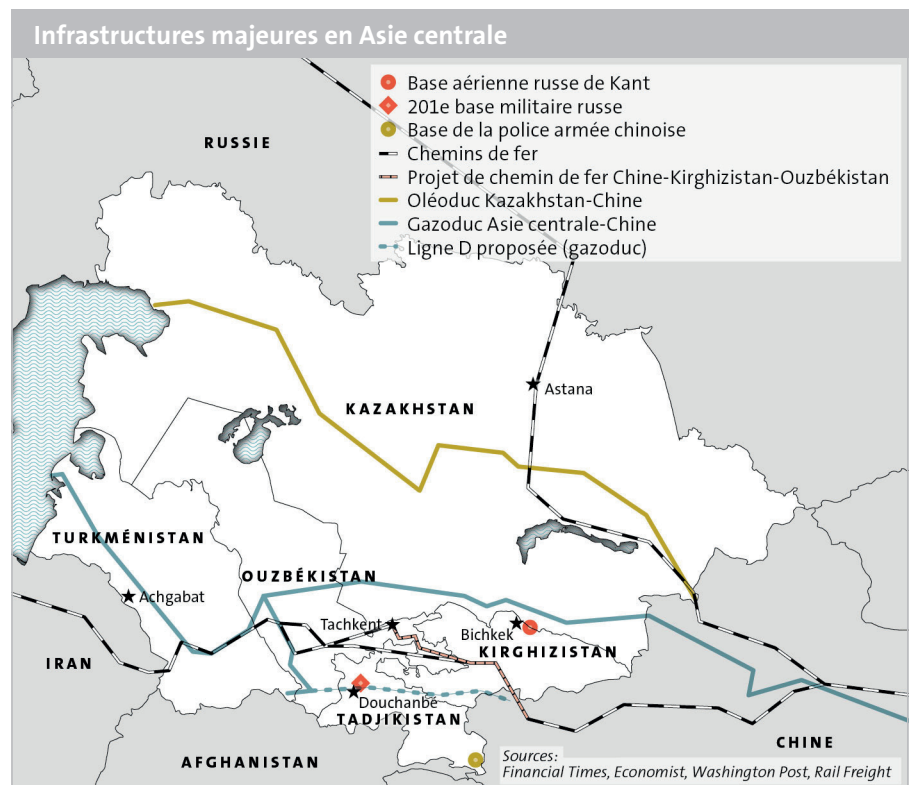 Infrastructures majeures en Asie centrale
Base aérienne russe de Kant
201e base militaire russe
Base de la police armée chinoise
Chemins de fer
Projet de chemin de fer Chine-Kirghizistan-Ouzbékistan
Oléoduc Kazakhstan-Chine
Gazoduc Asie centrale-Chine
Ligne D proposée (gazoduc)
RUSSIE
Astana
KAZAKHSTAN
TURKMÉNISTAN
OUZBÉKISTAN
Achgabat
Tachkent
Bichkek
KIRGHIZISTAN
IRAN
Douchanbé
TADJIKISTAN
CHINE
AFGHANISTAN
Sources:
Financial Times, Economist, Washington Post, Rail Freight